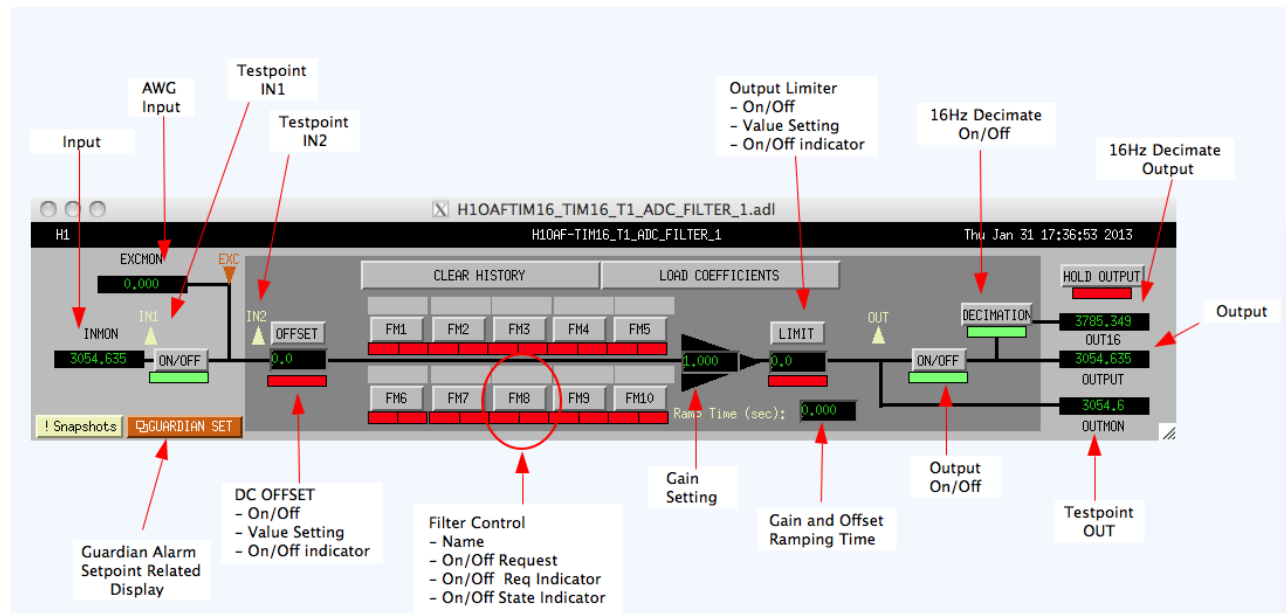 Testpoint
IN1
AWG
Input
Testpoint
IN2
Input
Output Limiter
– On/Off
– Value Setting
– On/Off indicator
16Hz Decimate
On/Off
16Hz Decimate
Output
H1OAFTIM16_TIM16_T1_ADC_FILTER_1.adl
H1
H1OAF-TIM16_T1_ADC_FILTER_1
Thu Jan 31 17:36:53 2013
EXCMON
EXC
0.000
CLEAR HISTORY
LOAD COEFFICIENTS
HOLD OUTPUT
IN1
IN2
INMON
OFFSET
FM1
FM2
FM3
FM4
FM5
LIMIT
OUT
DECIMATION
3785.349
OUT16
3054.635
ON/OFF
0.0
1.000
0.0
ON/OFF
3054.635
OUTPUT
FM6
FM7
FM8
FM9
FM10
Ramp Time (sec):
0.000
3054.6
OUTMON
! Snapshots
GUARDIAN SET
Output
DC OFFSET
– On/Off
– Value Setting
– On/Off indicator
Filter Control
– Name
– On/Off Request
– On/Off Req Indicator
– On/Off State Indicator
Gain
Setting
Gain and Offset
Ramping Time
Output
On/Off
Testpoint
OUT
Guardian Alarm
Setpoint Related
Display